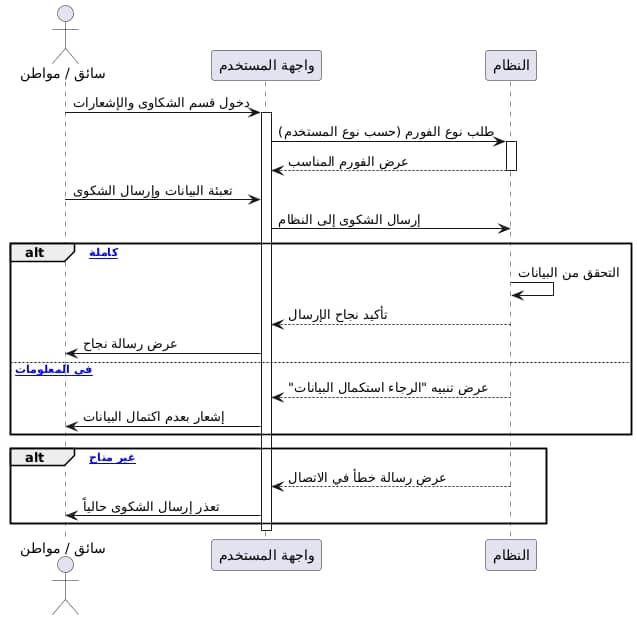 سائق / مواطن
واجهة المستخدم
النظام
دخول قسم الشكاوى والإشعارات
طلب نوع الفورم (حسب نوع المستخدم)
عرض الفورم المناسب
تعبئة البيانات وإرسال الشكوى
إرسال الشكوى إلى النظام
alt
كاملة
التحقق من البيانات
تأكيد نجاح الإرسال
عرض رسالة نجاح
في المعلومات
عرض تنبيه "الرجاء استكمال البيانات"
إشعار بعدم اكتمال البيانات
alt
غير متاح
عرض رسالة خطأ في الاتصال
تعذر إرسال الشكوى حالياً
سائق / مواطن
واجهة المستخدم
النظام